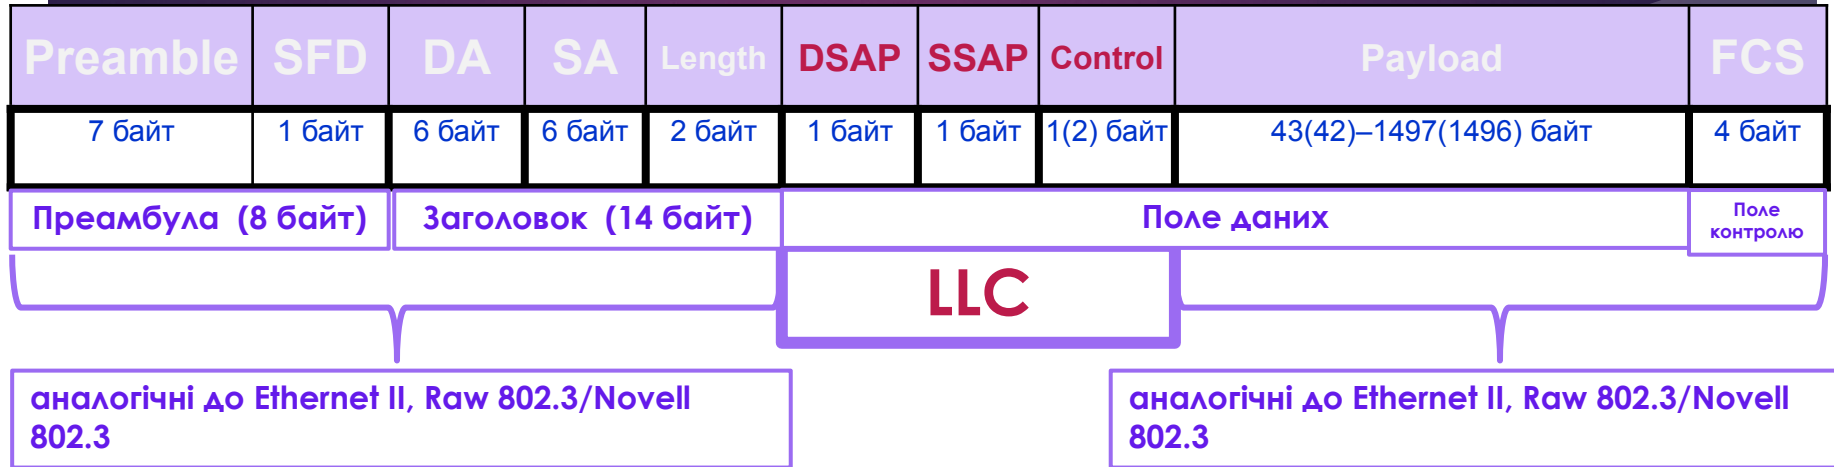 Preamble SFD DA SA Length DSAP SSAP Control Payload FCS
7 байт 1 байт 6 байт 6 байт 2 байт 1 байт 1 байт 1(2) байт 43(42)–1497(1496) байт 4 байт
Преамбула (8 байт) Заголовок (14 байт) Поле даних Поле
контролю
LLC
аналогічні до Ethernet II, Raw 802.3/Novell
802.3
аналогічні до Ethernet II, Raw 802.3/Novell
802.3